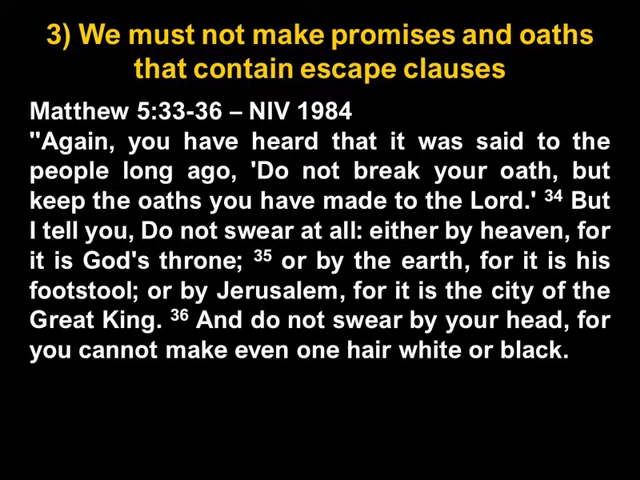 3) We must not make promises and oaths
that contain escape clauses
Matthew 5:33-36 – NIV 1984
"Again, you have heard that it was said to the
people long ago, 'Do not break your oath, but
keep the oaths you have made to the Lord.' 34 But
I tell you, Do not swear at all: either by heaven, for
it is God's throne; 35 or by the earth, for it is his
footstool; or by Jerusalem, for it is the city of the
Great King. 36 And do not swear by your head, for
you cannot make even one hair white or black.